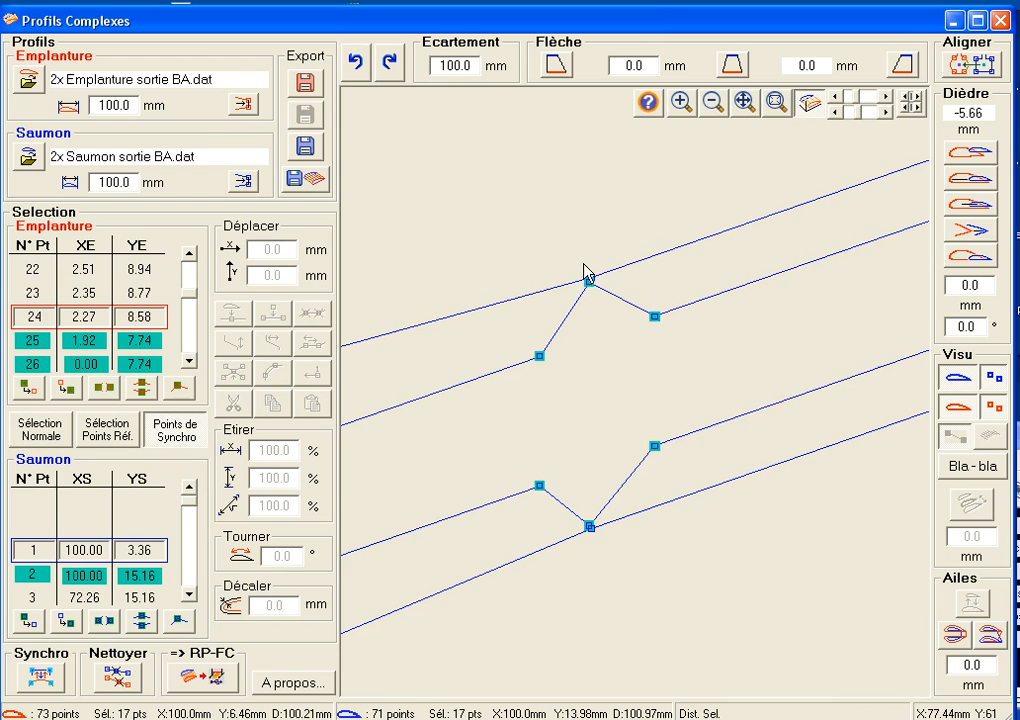 Profils Complexes
Profils
Emplanture
2x Emplanture sortie BA.dat
100.0 mm
Saumon
2x Saumon sortie BA.dat
100.0 mm
Export
Ecartement
100.0 mm
Flèche
0.0 mm
0.0 mm
Aligner
Dièdre
-5.66
mm
0.0
mm
0.0 °
Visu
Bla - bla
0.0
mm
Ailes
0.0
mm
Selection
Emplanture
N° Pt XE YE
22 2.51 8.94
23 2.35 8.77
24 2.27 8.58
25 1.92 7.74
26 0.00 7.74
Sélection Normale
Sélection Points Réf.
Points de Synchro
Saumon
N° Pt XS YS
1 100.00 3.36
2 100.00 15.16
3 72.26 15.16
Déplacer
X 0.0 mm
Y 0.0 mm
Etirer
X 100.0 %
Y 100.0 %
100.0 %
Tourner
0.0 °
Décaler
0.0 mm
Synchro
Nettoyer
=> RP-FC
A propos...
: 73 points Sél.: 17 pts X:100.0mm Y:6.46mm D:100.21mm : 71 points Sél.: 17 pts X:100.0mm Y:13.98mm D:100.97mm Dist. Sel. X:77.44mm Y:61